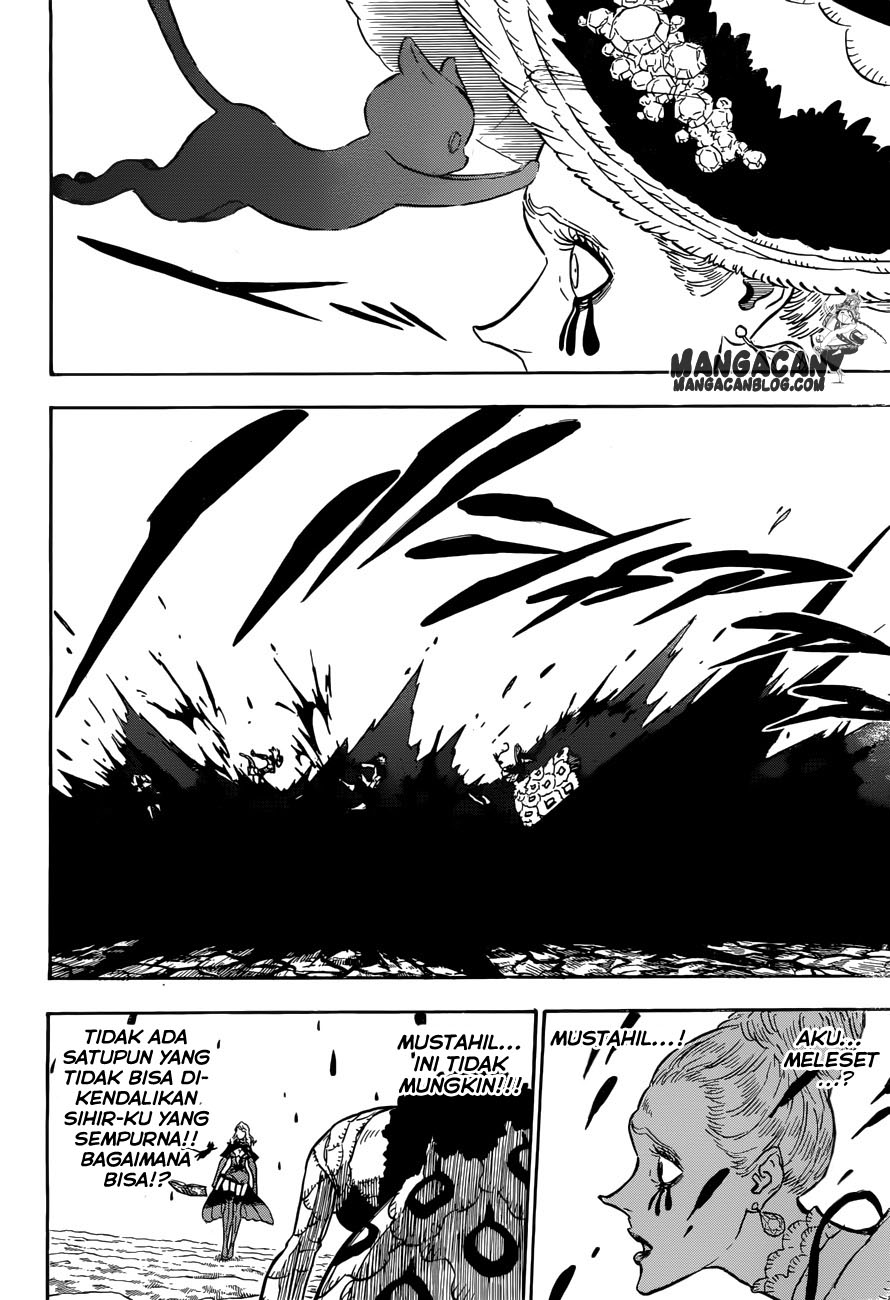 MANGACAN
MANGACANBLOG.COM
AKU...
MELESET
...?
MUSTAHIL...!
MUSTAHIL...
INI TIDAK
MUNGKIN!!!
TIDAK ADA
SATUPUN YANG
TIDAK BISA DI-
KENDALIKAN
SIHIR-KU YANG
SEMPURNA!!
BAGAIMANA
BISA!?